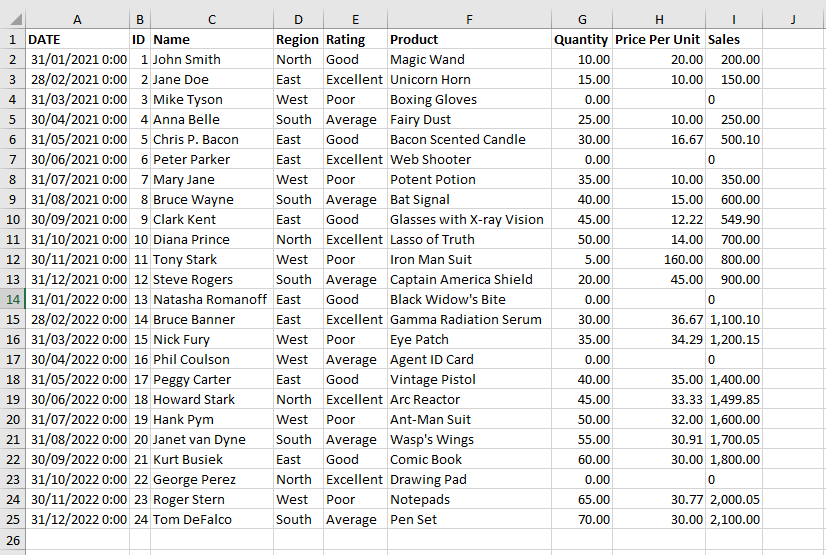 A B C D E F G H I J
1 DATE ID Name Region Rating Product Quantity Price Per Unit Sales
2 31/01/2021 0:00 1 John Smith North Good Magic Wand 10.00 20.00 200.00
3 28/02/2021 0:00 2 Jane Doe East Excellent Unicorn Horn 15.00 10.00 150.00
4 31/03/2021 0:00 3 Mike Tyson West Poor Boxing Gloves 0.00 0
5 30/04/2021 0:00 4 Anna Belle South Average Fairy Dust 25.00 10.00 250.00
6 31/05/2021 0:00 5 Chris P. Bacon East Good Bacon Scented Candle 30.00 16.67 500.10
7 30/06/2021 0:00 6 Peter Parker East Excellent Web Shooter 0.00 0
8 31/07/2021 0:00 7 Mary Jane West Poor Potent Potion 35.00 10.00 350.00
9 31/08/2021 0:00 8 Bruce Wayne South Average Bat Signal 40.00 15.00 600.00
10 30/09/2021 0:00 9 Clark Kent East Good Glasses with X-ray Vision 45.00 12.22 549.90
11 31/10/2021 0:00 10 Diana Prince North Excellent Lasso of Truth 50.00 14.00 700.00
12 30/11/2021 0:00 11 Tony Stark West Poor Iron Man Suit 5.00 160.00 800.00
13 31/12/2021 0:00 12 Steve Rogers South Average Captain America Shield 20.00 45.00 900.00
14 31/01/2022 0:00 13 Natasha Romanoff East Good Black Widow's Bite 0.00 0
15 28/02/2022 0:00 14 Bruce Banner East Excellent Gamma Radiation Serum 30.00 36.67 1,100.10
16 31/03/2022 0:00 15 Nick Fury West Poor Eye Patch 35.00 34.29 1,200.15
17 30/04/2022 0:00 16 Phil Coulson West Average Agent ID Card 0.00 0
18 31/05/2022 0:00 17 Peggy Carter East Good Vintage Pistol 40.00 35.00 1,400.00
19 30/06/2022 0:00 18 Howard Stark North Excellent Arc Reactor 45.00 33.33 1,499.85
20 31/07/2022 0:00 19 Hank Pym West Poor Ant-Man Suit 50.00 32.00 1,600.00
21 31/08/2022 0:00 20 Janet van Dyne South Average Wasp's Wings 55.00 30.91 1,700.05
22 30/09/2022 0:00 21 Kurt Busiek East Good Comic Book 60.00 30.00 1,800.00
23 31/10/2022 0:00 22 George Perez North Excellent Drawing Pad 0.00 0
24 30/11/2022 0:00 23 Roger Stern West Poor Notepads 65.00 30.77 2,000.05
25 31/12/2022 0:00 24 Tom DeFalco South Average Pen Set 70.00 30.00 2,100.00
26